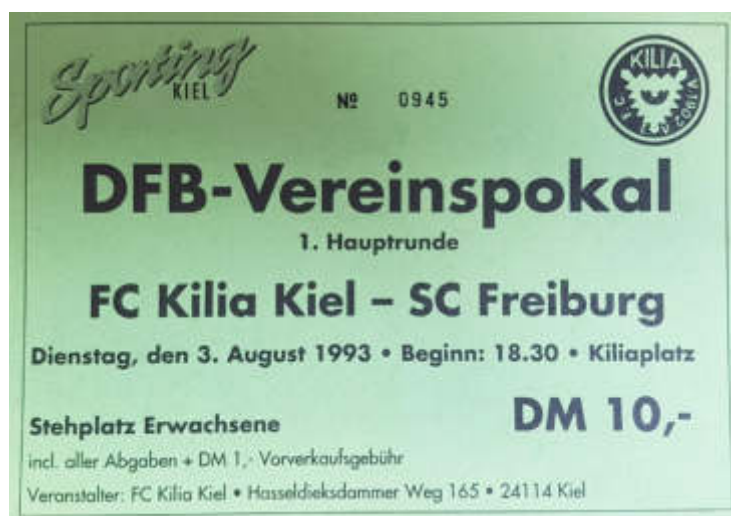 Sporting
KIEL
Nº 0945
KILIA
F.C. v. 1902
DFB-Vereinspokal
1. Hauptrunde
FC Kilia Kiel – SC Freiburg
Dienstag, den 3. August 1993 • Beginn: 18.30 • Kiliaplatz
Stehplatz Erwachsene
DM 10,-
incl. aller Abgaben + DM 1,- Vorverkaufsgebühr
Veranstalter: FC Kilia Kiel • Hasseldieksdammer Weg 165 • 24114 Kiel